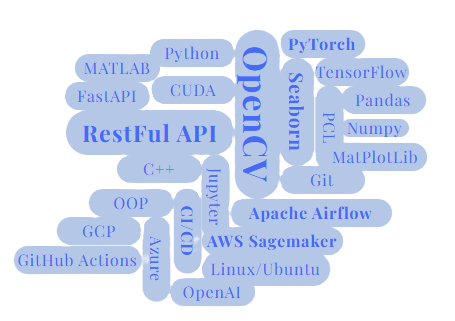 PyTorch
Python
OpenCV
MATLAB
TensorFlow
Seaborn
CUDA
FastAPI
Pandas
PCL
RestFul API
Numpy
MatPlotLib
C++
Jupyter
Git
OOP
CI/CD
Apache Airflow
GCP
Azure
AWS Sagemaker
GitHub Actions
Linux/Ubuntu
OpenAI